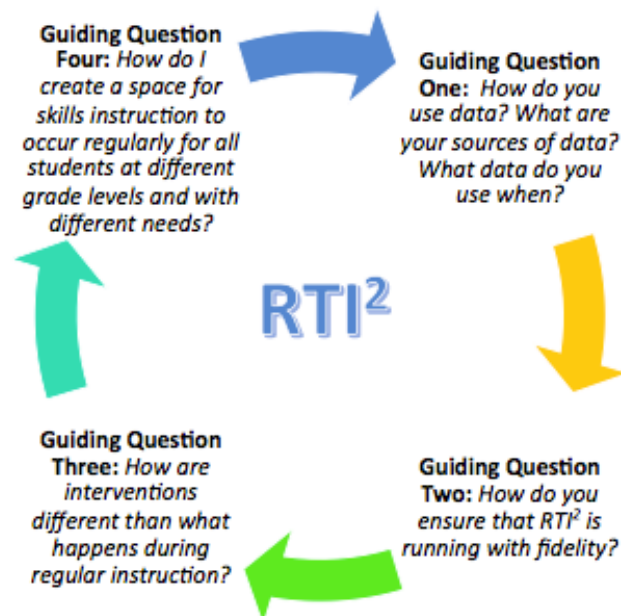 Guiding Question
Four: How do I
create a space for
skills instruction to
occur regularly for all
students at different
grade levels and with
different needs?
Guiding Question
One: How do you
use data? What are
your sources of data?
What data do you
use when?
RTI²
Guiding Question
Three: How are
interventions
different than what
happens during
regular instruction?
Guiding Question
Two: How do you
ensure that RTI² is
running with fidelity?